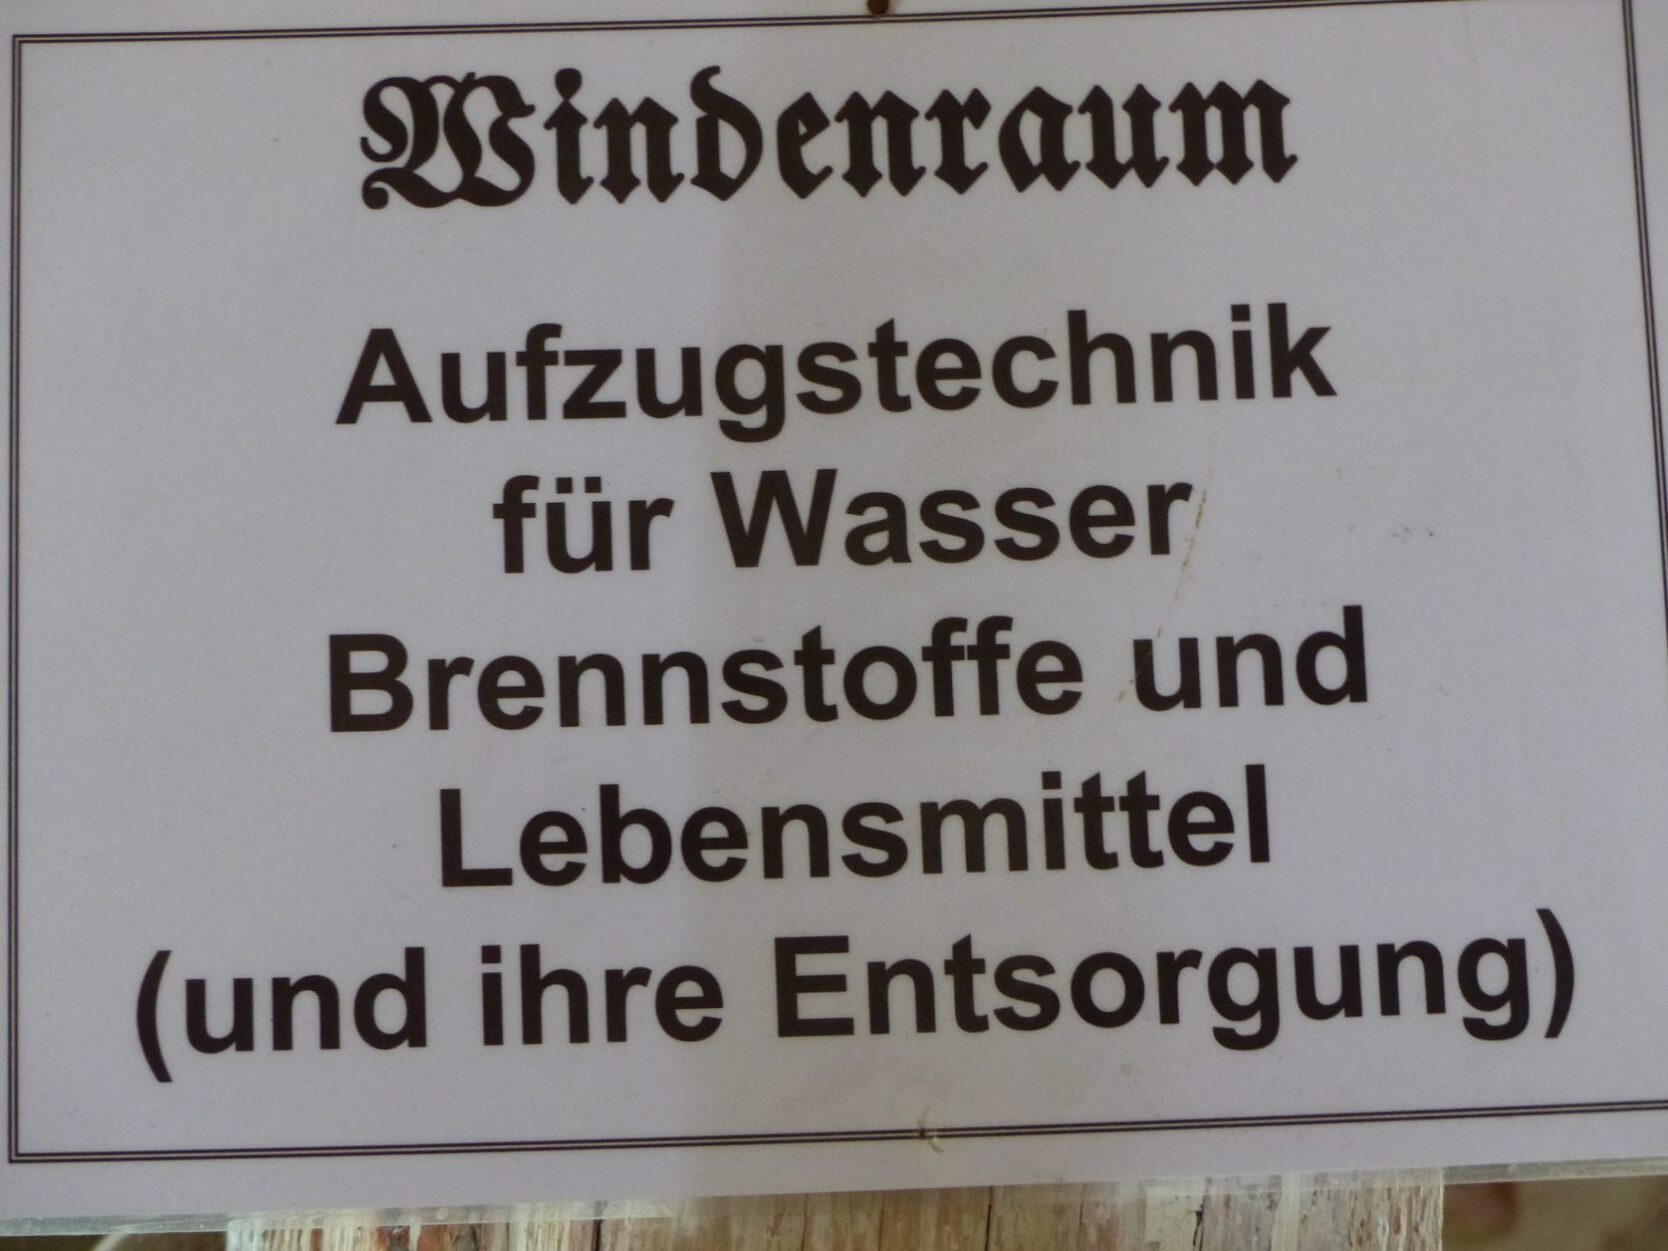 Windenraum
Aufzugstechnik
für Wasser
Brennstoffe und
Lebensmittel
(und ihre Entsorgung)